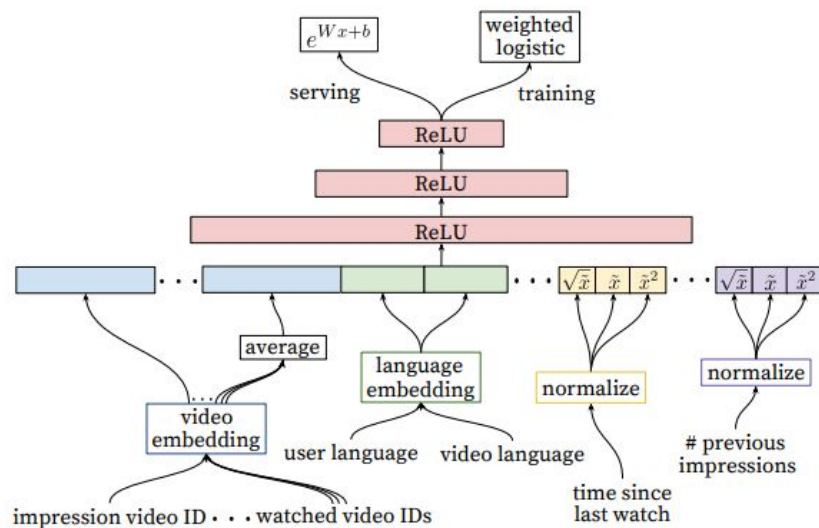 e^{Wx+b}
weighted
logistic
serving
training
ReLU
ReLU
ReLU
√x̃ x̃ x̃²
√x̃ x̃ x̃²
average
language
embedding
normalize
normalize
video
embedding
user language
video language
# previous
impressions
impression video ID
watched video IDs
time since
last watch